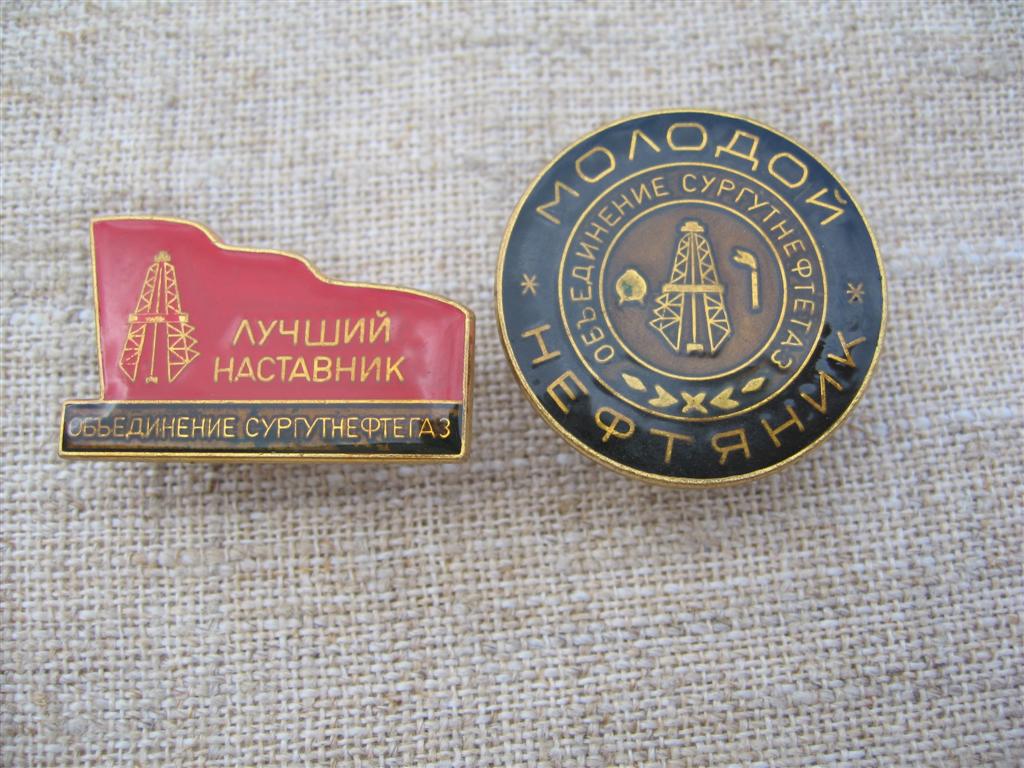 ЛУЧШИЙ
НАСТАВНИК
ОБЪЕДИНЕНИЕ СУРГУТНЕФТЕГАЗ
МОЛОДОЙ
ОБЪЕДИНЕНИЕ СУРГУТНЕФТЕГАЗ
НЕФТЯНИК